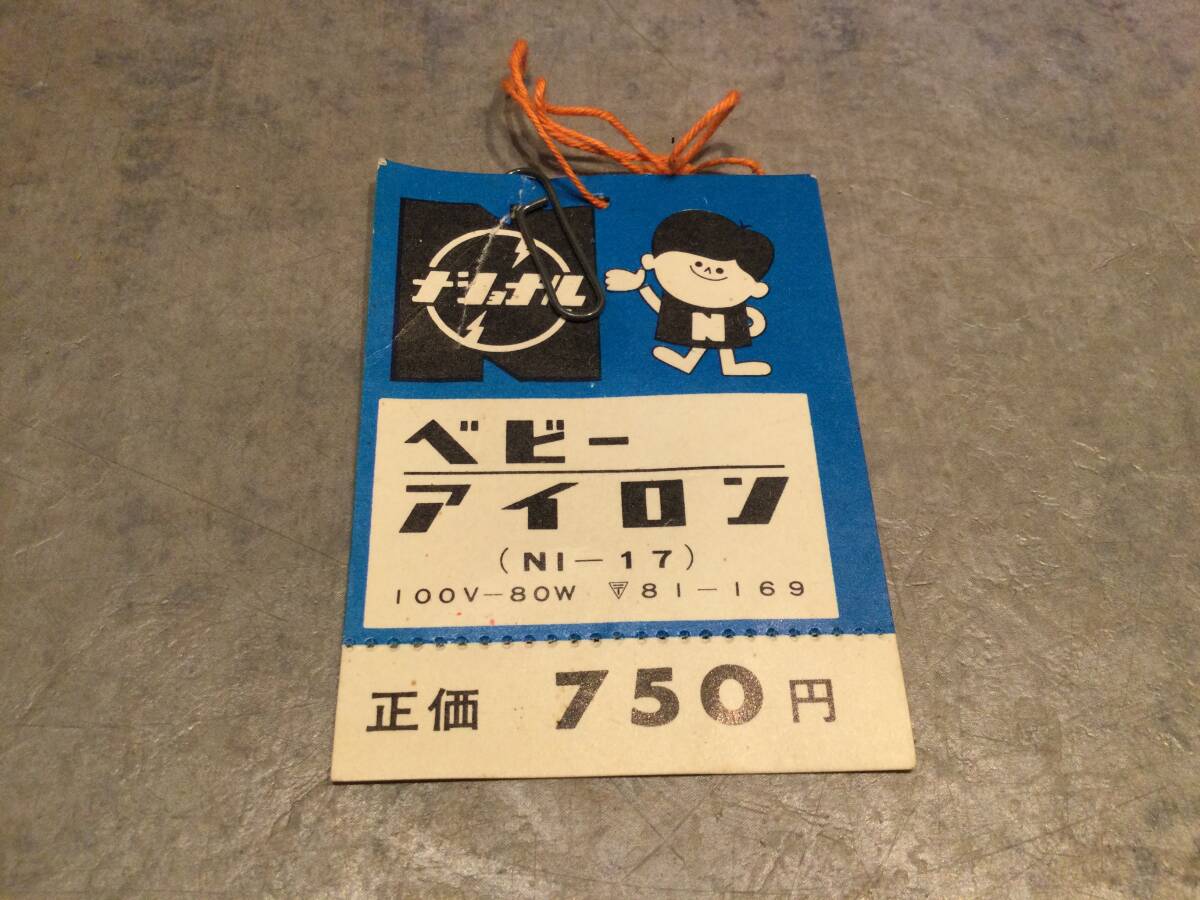 ナショナル
N
ベビー
アイロン
(NI-17)
100V-80W 〒81-169
正価 750円